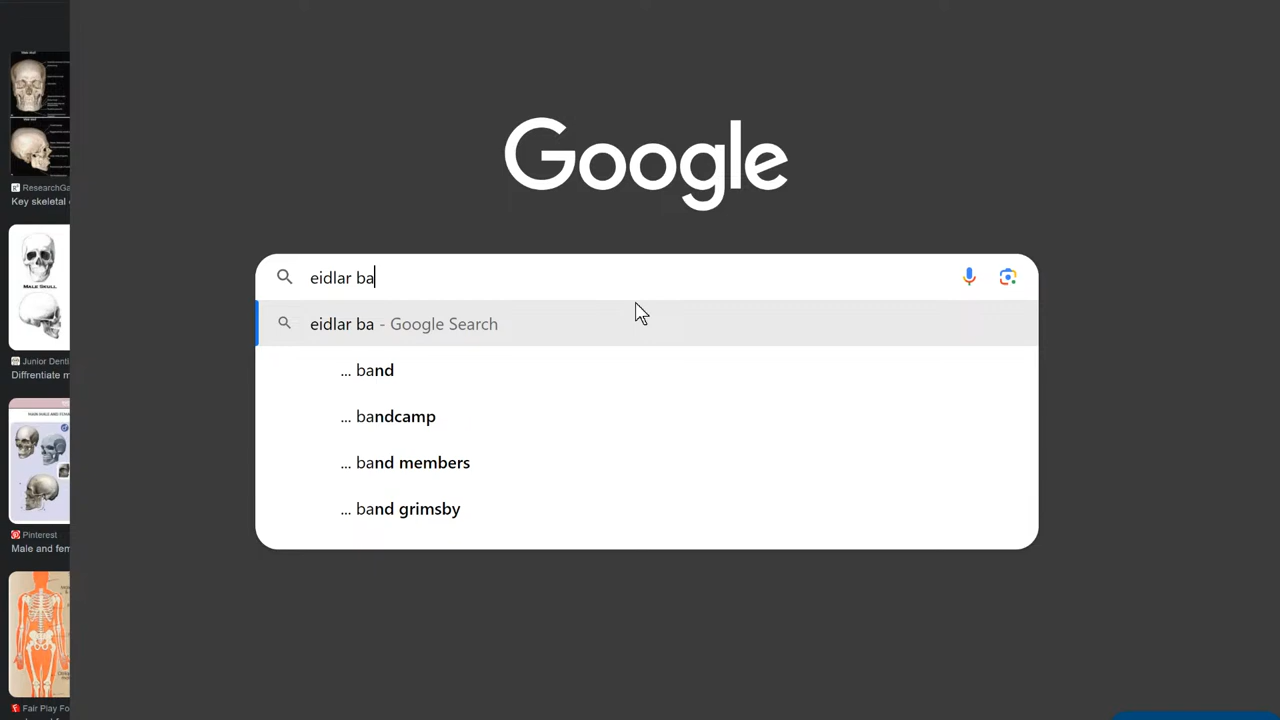 Google
eidlar ba
eidlar ba - Google Search
... band
... bandcamp
... band members
... band grimsby
ResearchGa
Key skeletal
MALE SKULL
Junior Denti
Diffrentiate m
Pinterest
Male and fem
Fair Play Fo